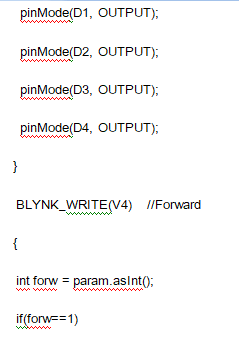 pinMode(D1, OUTPUT);
pinMode(D2, OUTPUT);
pinMode(D3, OUTPUT);
pinMode(D4, OUTPUT);
}
BLYNK_WRITE(V4) //Forward
{
int forw = param.asInt();
if(forw==1)